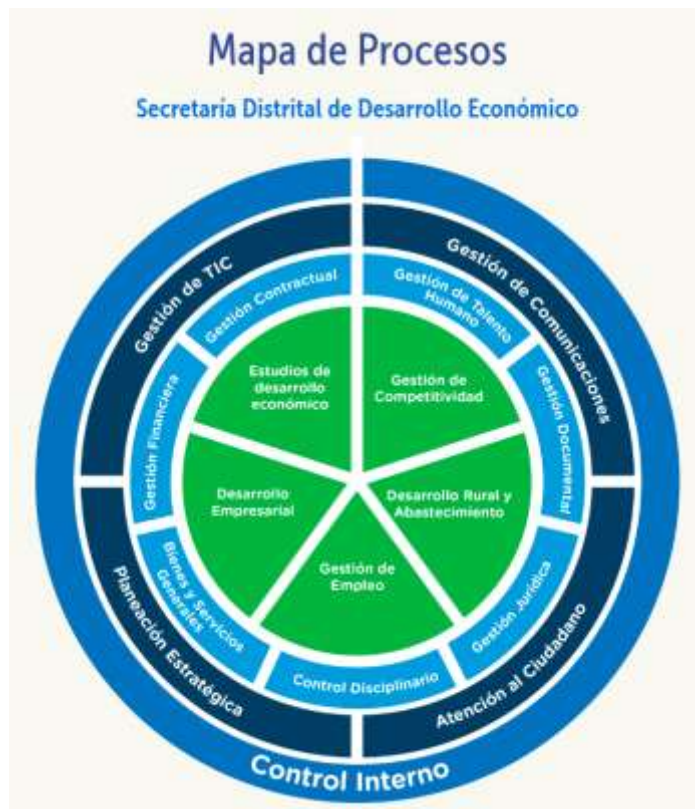 Mapa de Procesos
Secretaría Distrital de Desarrollo Económico
Gestión de TIC
Gestión de Comunicaciones
Gestión Contractual
Gestión de Talento
Humano
Gestión Financiera
Gestión Documental
Estudios de
desarrollo
económico
Gestión de
Competitividad
Desarrollo
Empresarial
Desarrollo Rural y
Abastecimiento
Gestión de
Empleo
Bienes y Servicios
Generales
Gestión Jurídica
Control Disciplinario
Planeación Estratégica
Atención al Ciudadano
Control Interno